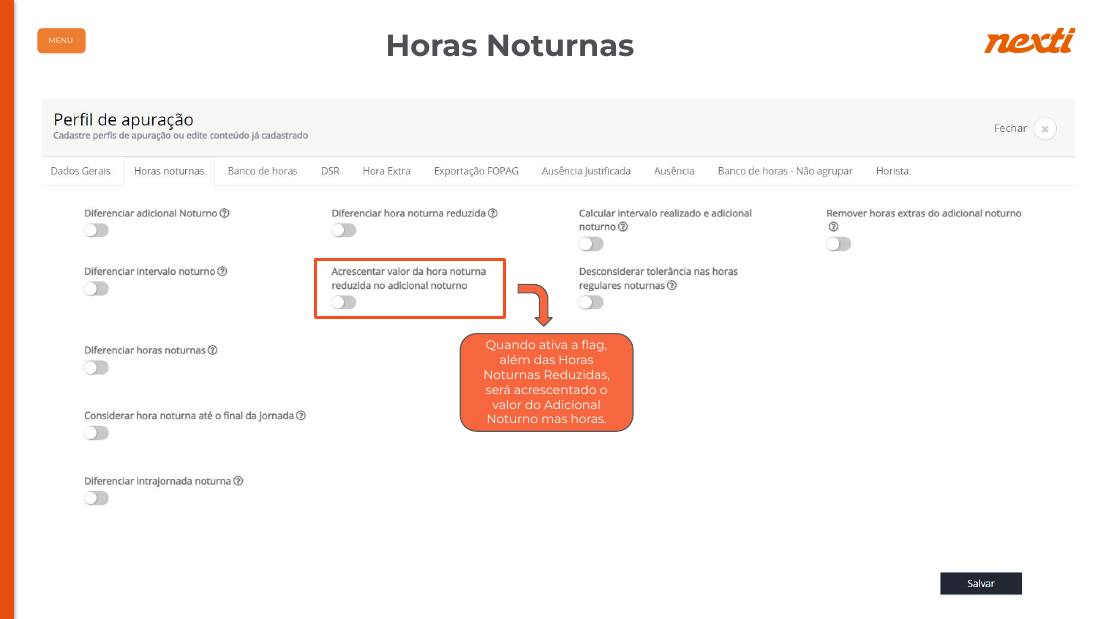 MENU
Horas Noturnas
nexti
Perfil de apuração
Cadastre perfis de apuração ou edite conteúdo já cadastrado
Fechar
Dados Gerais Horas noturnas Banco de horas DSR Hora Extra Exportação FOPAG Ausência Justificada Ausência Banco de horas - Não agrupar Horista
Diferenciar adicional Noturno
Diferenciar hora noturna reduzida
Calcular intervalo realizado e adicional
noturno
Remover horas extras do adicional noturno
Diferenciar intervalo noturno
Acrescentar valor da hora noturna
reduzida no adicional noturno
Desconsiderar tolerância nas horas
regulares noturnas
Quando ativa a flag,
além das Horas
Noturnas Reduzidas,
será acrescentado o
valor do Adicional
Noturno mas horas.
Diferenciar horas noturnas
Considerar hora noturna até o final da jornada
Diferenciar intrajornada noturna
Salvar